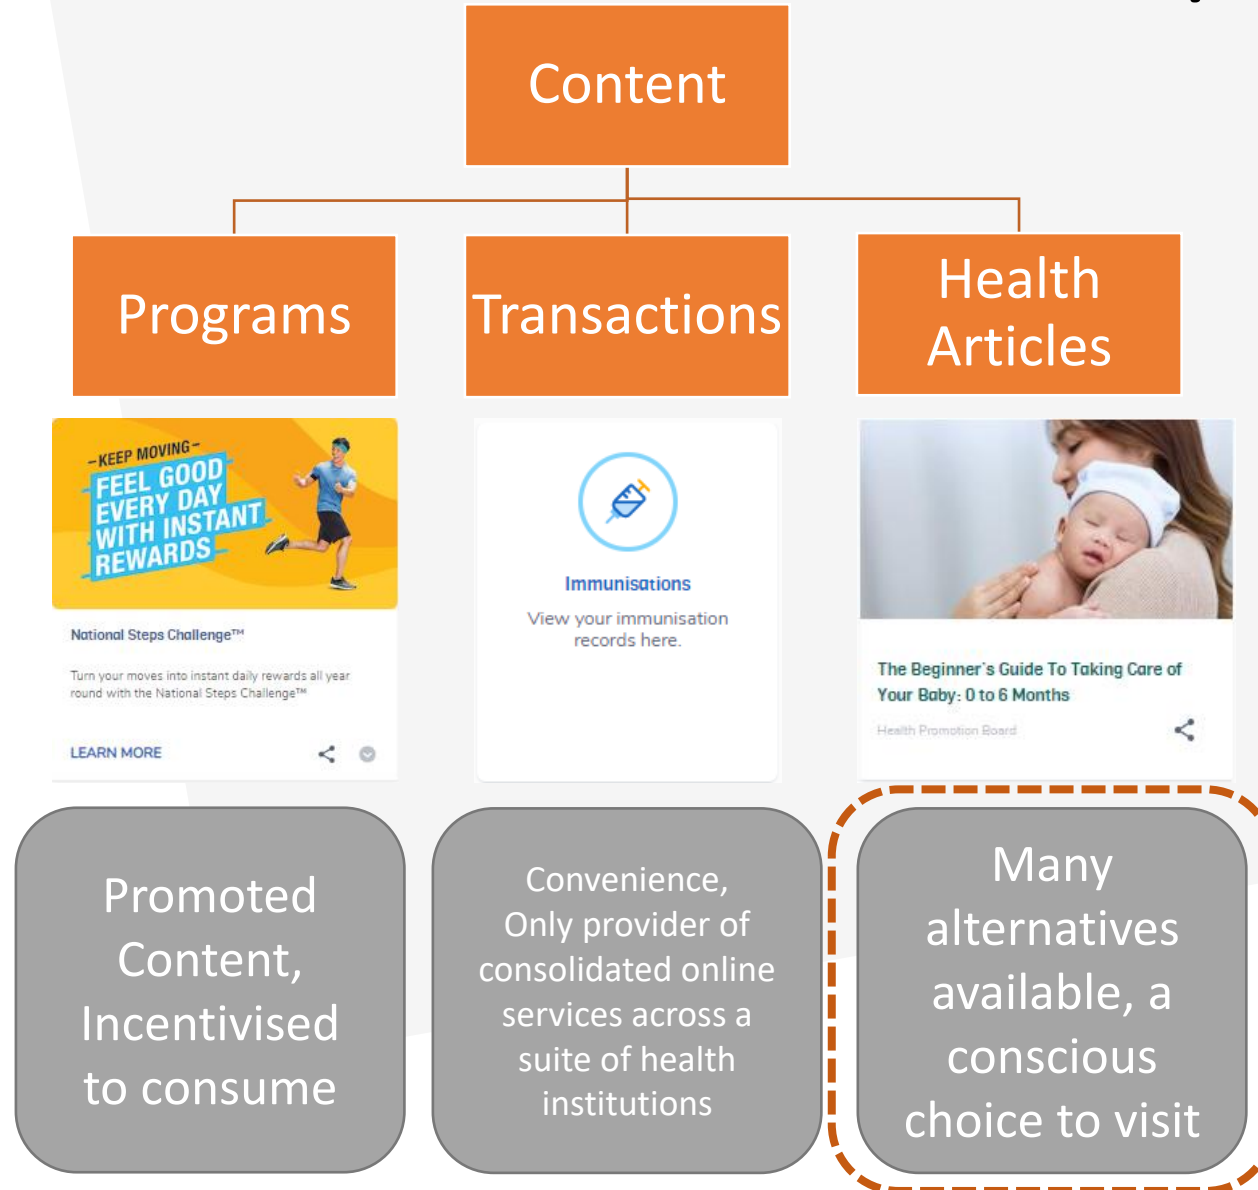 Content
Programs
Transactions
Health
Articles
-KEEP MOVING-
FEEL GOOD
EVERY DAY
WITH INSTANT
REWARDS
National Steps Challenge™
Turn your moves into instant daily rewards all year
round with the National Steps Challenge™
LEARN MORE
Immunisations
View your immunisation
records here.
The Beginner's Guide To Taking Care of
Your Baby: 0 to 6 Months
Health Promotion Board
Promoted
Content,
Incentivised
to consume
Convenience,
Only provider of
consolidated online
services across a
suite of health
institutions
Many
alternatives
available, a
conscious
choice to visit